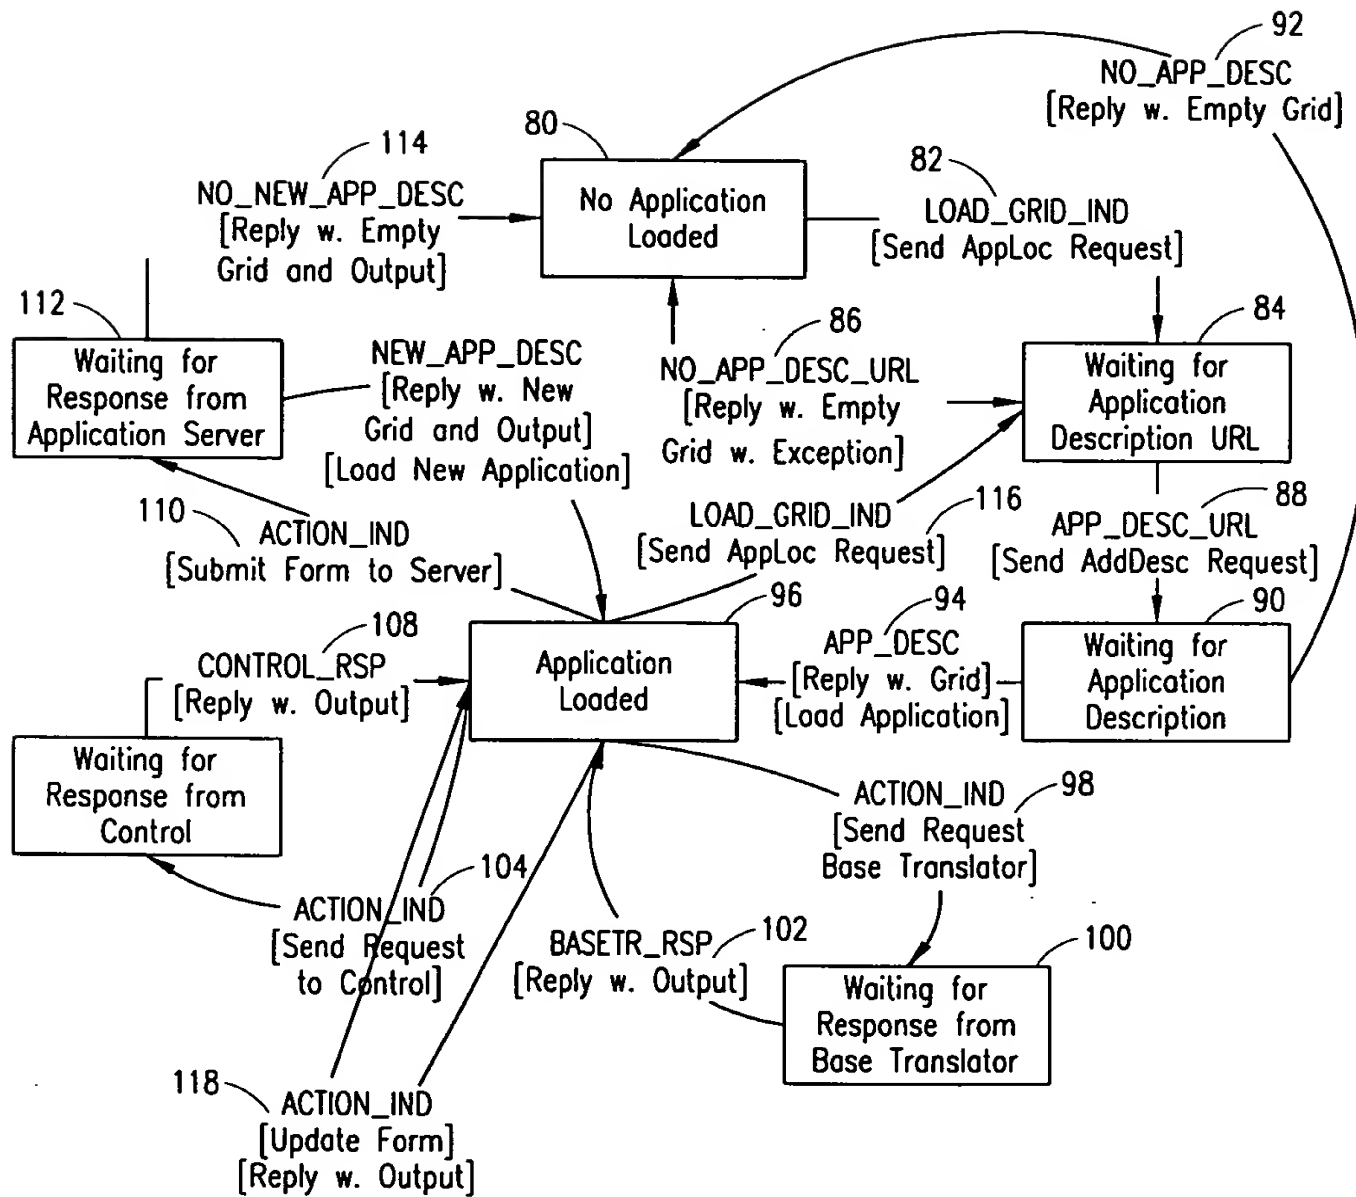 92
NO_APP_DESC
[Reply w. Empty Grid]
80
No Application
Loaded
114
NO_NEW_APP_DESC
[Reply w. Empty
Grid and Output]
82
LOAD_GRID_IND
[Send AppLoc Request]
112
Waiting for
Response from
Application Server
NEW_APP_DESC
[Reply w. New
Grid and Output]
[Load New Application]
86
NO_APP_DESC_URL
[Reply w. Empty
Grid w. Exception]
84
Waiting for
Application
Description URL
110
ACTION_IND
[Submit Form to Server]
LOAD_GRID_IND
[Send AppLoc Request]
116
88
APP_DESC_URL
[Send AddDesc Request]
108
CONTROL_RSP
[Reply w. Output]
96
Application
Loaded
94
APP_DESC
[Reply w. Grid]
[Load Application]
90
Waiting for
Application
Description
Waiting for
Response from
Control
98
ACTION_IND
[Send Request
Base Translator]
104
ACTION_IND
[Send Request
to Control]
102
BASETR_RSP
[Reply w. Output]
100
Waiting for
Response from
Base Translator
118
ACTION_IND
[Update Form]
[Reply w. Output]